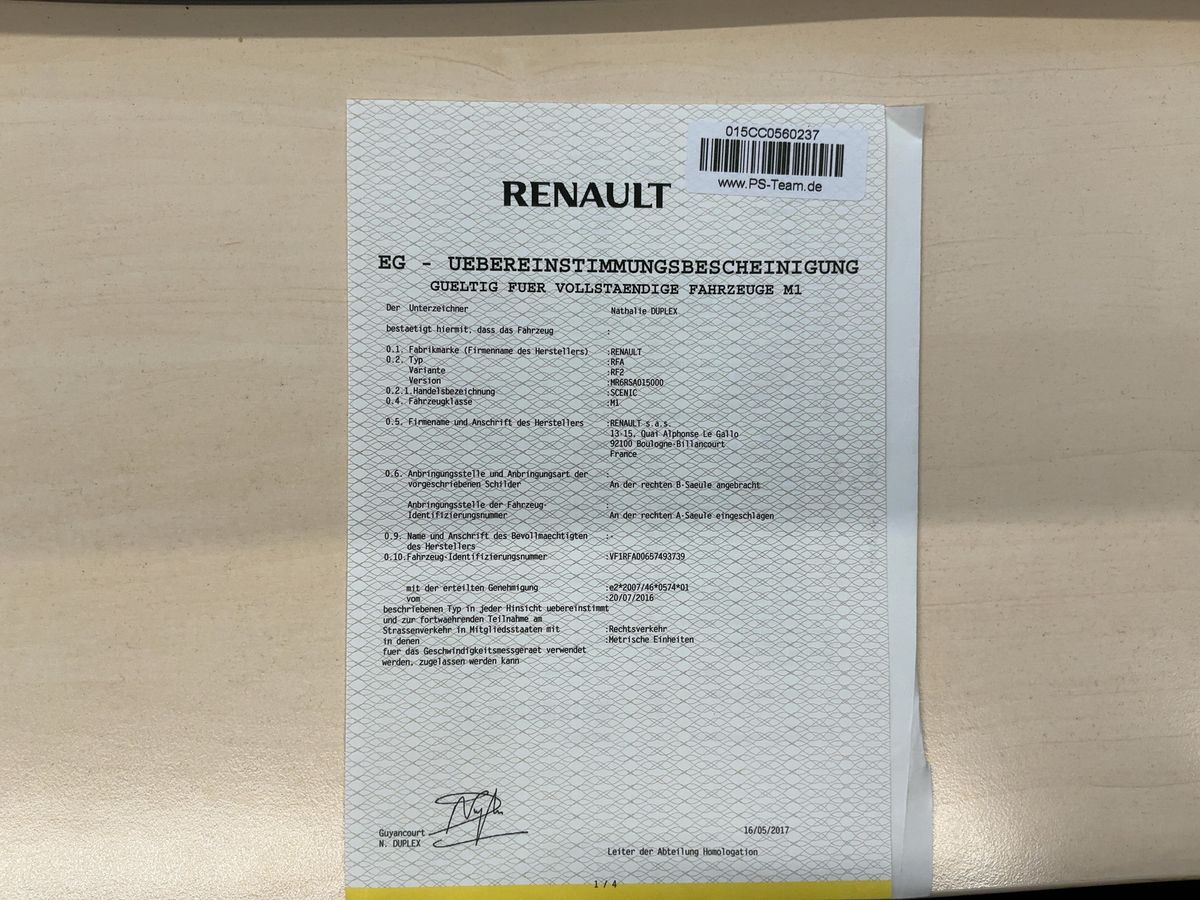 015CC0560237
www.PS-Team.de
RENAULT
EG - UEBEREINSTIMMUNGSBESCHEINIGUNG
GUELTIG FUER VOLLSTAENDIGE FAHRZEUGE M1
Der Unterzeichner Nathalie DUPLEX
bestaetigt hiermit, dass das Fahrzeug :
0.1. Fabrikmarke (Firmenname des Herstellers) :RENAULT
0.2. Typ :RFA
Variante :RF2
Version :MR6RSA015000
0.2.1.Handelsbezeichnung :SCENIC
0.4. Fahrzeugklasse :M1
0.5. Firmename und Anschrift des Herstellers :RENAULT s.a.s.
13-15, Quai Alphonse Le Gallo
92100 Boulogne-Billancourt
France
0.6. Anbringungsstelle und Anbringungsart der :
vorgeschriebenen Schilder An der rechten B-Saeule angebracht
Anbringungsstelle der Fahrzeug- :
Identifizierungsnummer An der rechten A-Saeule eingeschlagen
0.9. Name und Anschrift des Bevollmaechtigten :-
des Herstellers
0.10.Fahrzeug-Identifizierungsnummer :VF1RFA00657493739
mit der erteilten Genehmigung :e2*2007/46*0574*01
vom :20/07/2016
beschriebenen Typ in jeder Hinsicht uebereinstimmt
und zur fortwaehrenden Teilnahme am
Strassenverkehr in Mitgliedsstaaten mit :Rechtsverkehr
in denen :Metrische Einheiten
fuer das Geschwindigkeitsmessgeraet verwendet
werden, zugelassen werden kann
Guyancourt 16/05/2017
N. DUPLEX
Leiter der Abteilung Homologation
1 / 4